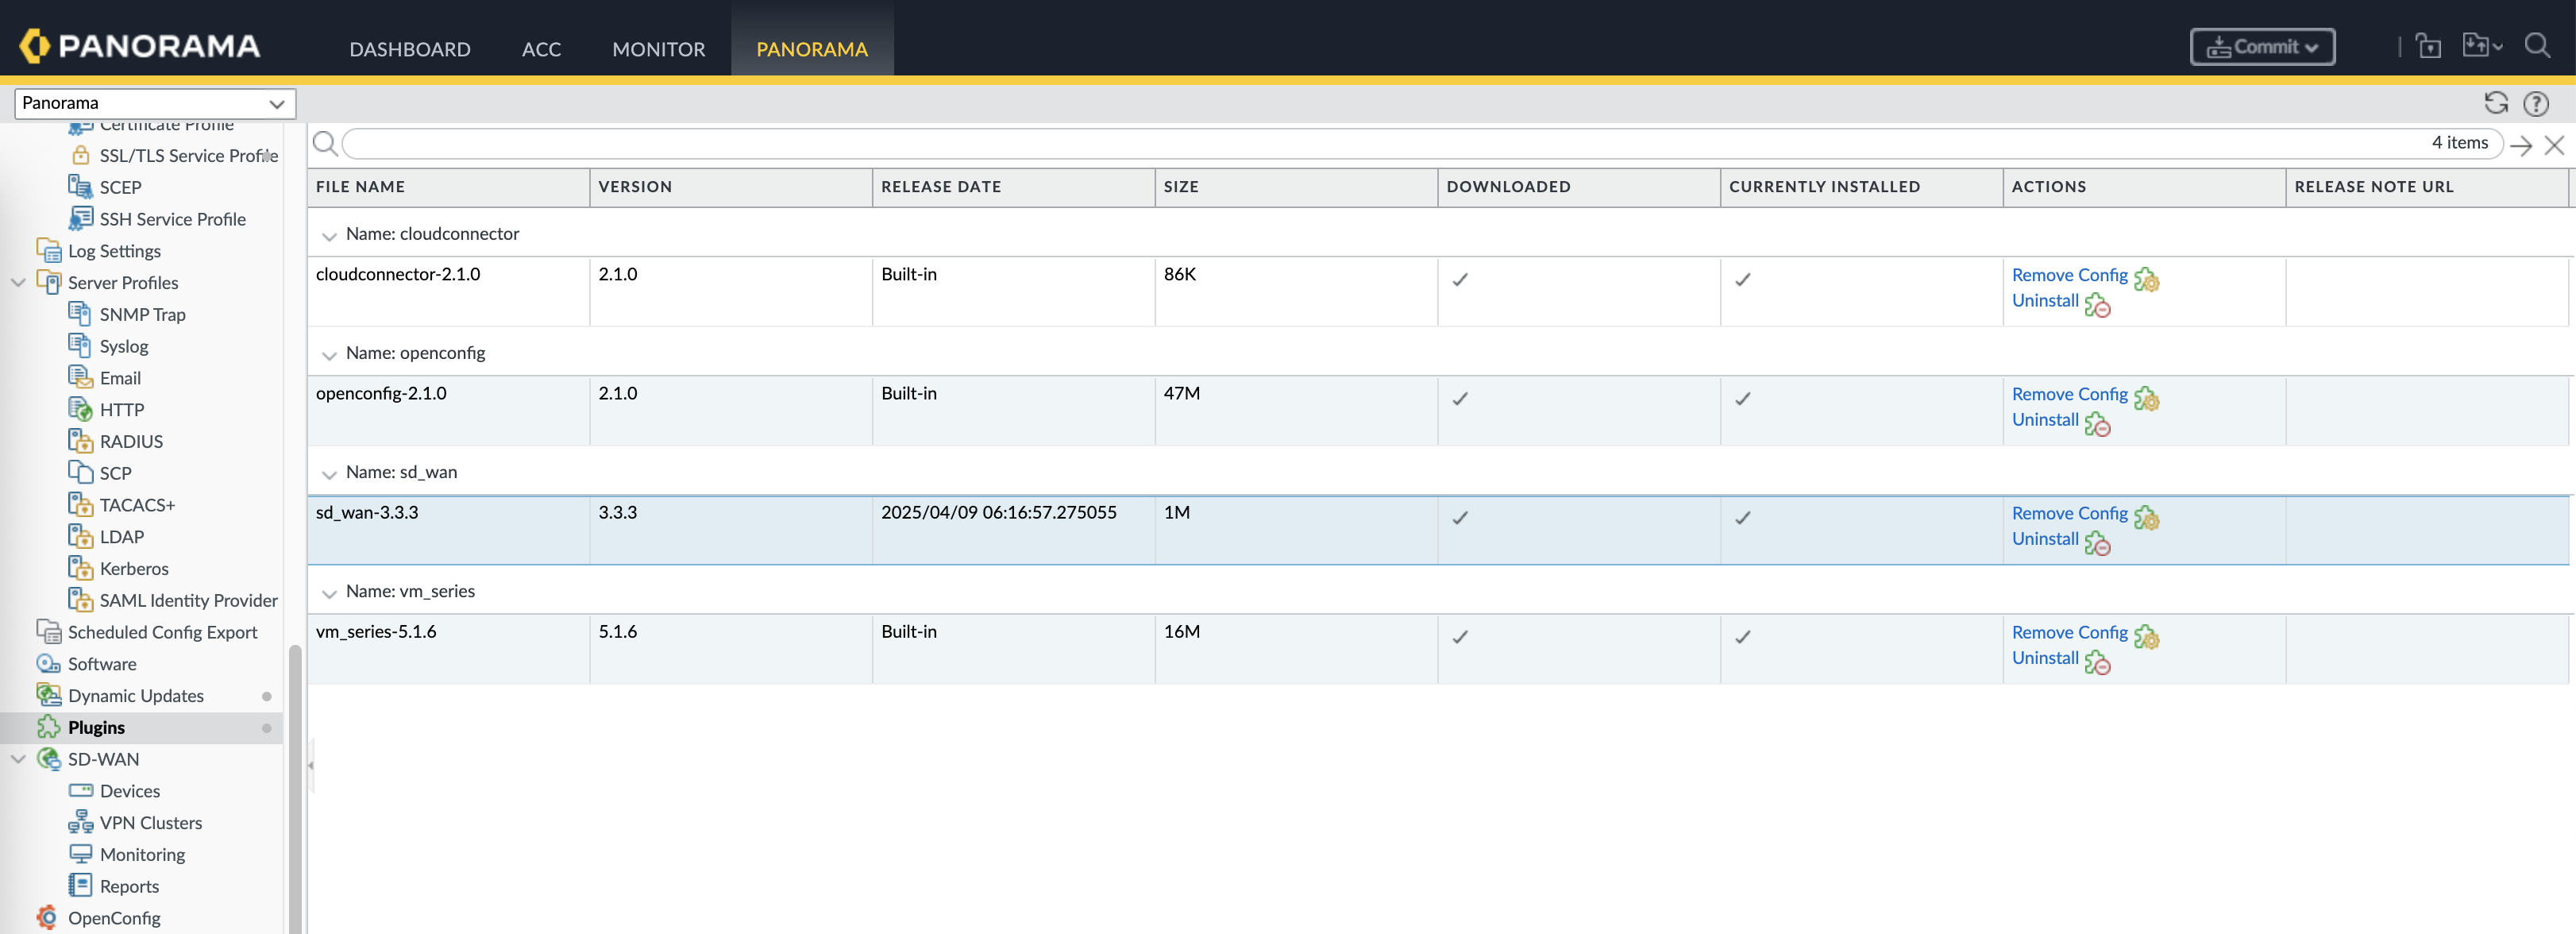 PANORAMA
DASHBOARD
ACC
MONITOR
PANORAMA
Commit
Panorama
Certificate Profile
SSL/TLS Service Profile
SCEP
SSH Service Profile
Log Settings
Server Profiles
SNMP Trap
Syslog
Email
HTTP
RADIUS
SCP
TACACS+
LDAP
Kerberos
SAML Identity Provider
Scheduled Config Export
Software
Dynamic Updates
Plugins
SD-WAN
Devices
VPN Clusters
Monitoring
Reports
OpenConfig
4 items
FILE NAME VERSION RELEASE DATE SIZE DOWNLOADED CURRENTLY INSTALLED ACTIONS RELEASE NOTE URL
Name: cloudconnector
cloudconnector-2.1.0 2.1.0 Built-in 86K Remove Config
Uninstall
Name: openconfig
openconfig-2.1.0 2.1.0 Built-in 47M Remove Config
Uninstall
Name: sd_wan
sd_wan-3.3.3 3.3.3 2025/04/09 06:16:57.275055 1M Remove Config
Uninstall
Name: vm_series
vm_series-5.1.6 5.1.6 Built-in 16M Remove Config
Uninstall